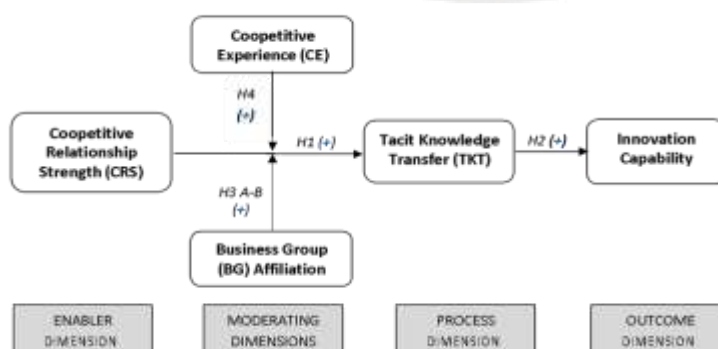 Coopetitive
Experience (CE)
H4
(+)
Coopetitive
Relationship
Strength (CRS)
H1 (+)
Tacit Knowledge
Transfer (TKT)
H2 (+)
Innovation
Capability
H3 A-B
(+)
Business Group
(BG) Affiliation
ENABLER
DIMENSION
MODERATING
DIMENSIONS
PROCESS
DIMENSION
OUTCOME
DIMENSION